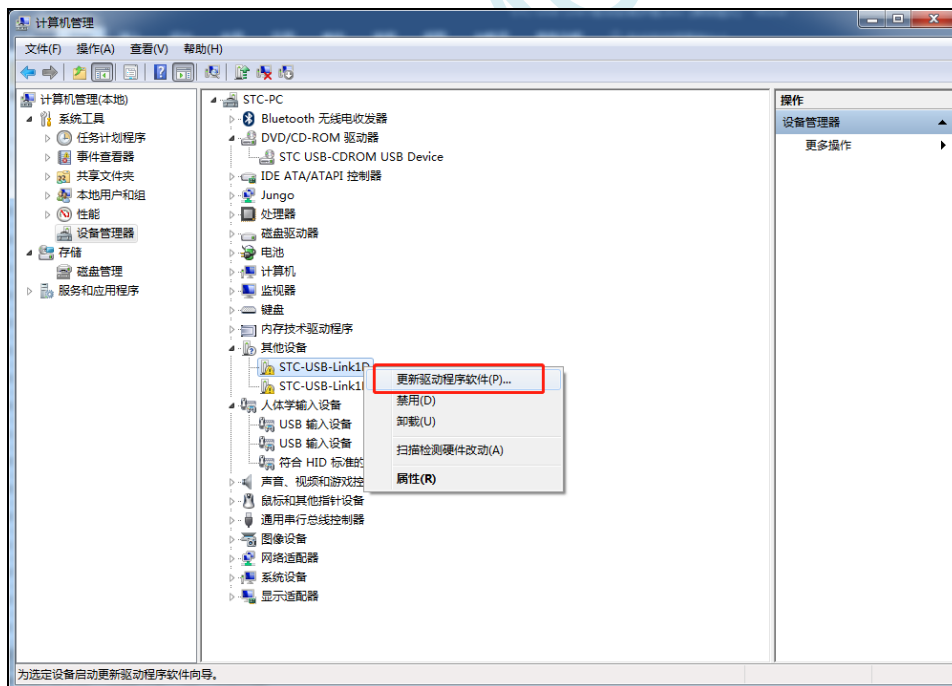 计算机管理
文件(F) 操作(A) 查看(V) 帮助(H)
计算机管理(本地)
系统工具
任务计划程序
事件查看器
共享文件夹
本地用户和组
性能
设备管理器
存储
磁盘管理
服务和应用程序
STC-PC
Bluetooth 无线电收发器
DVD/CD-ROM 驱动器
STC USB-CDROM USB Device
IDE ATA/ATAPI 控制器
Jungo
处理器
磁盘驱动器
电池
计算机
监视器
键盘
内存技术驱动程序
其他设备
STC-USB-Link1D
STC-USB-Link1
人体学输入设备
USB 输入设备
USB 输入设备
符合 HID 标准的
声音、视频和游戏控
鼠标和其他指针设备
通用串行总线控制器
图像设备
网络适配器
系统设备
显示适配器
更新驱动程序软件(P)...
禁用(D)
卸载(U)
扫描检测硬件改动(A)
属性(R)
操作
设备管理器
更多操作
为选定设备启动更新驱动程序软件向导。